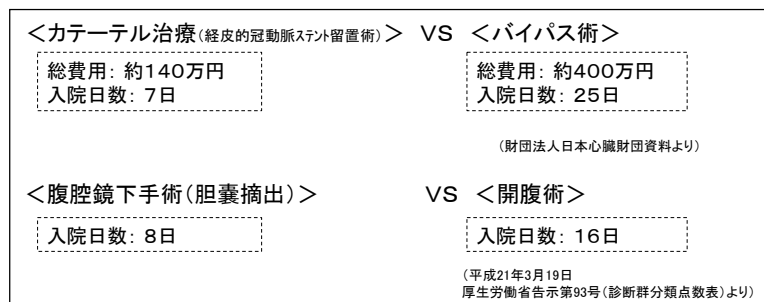 ＜カテーテル治療(経皮的冠動脈ステント留置術)＞ VS ＜バイパス術＞
総費用: 約140万円
入院日数: 7日
総費用: 約400万円
入院日数: 25日
(財団法人日本心臓財団資料より)
＜腹腔鏡下手術(胆嚢摘出)＞ VS ＜開腹術＞
入院日数: 8日
入院日数: 16日
(平成21年3月19日
厚生労働省告示第93号(診断群分類点数表)より)